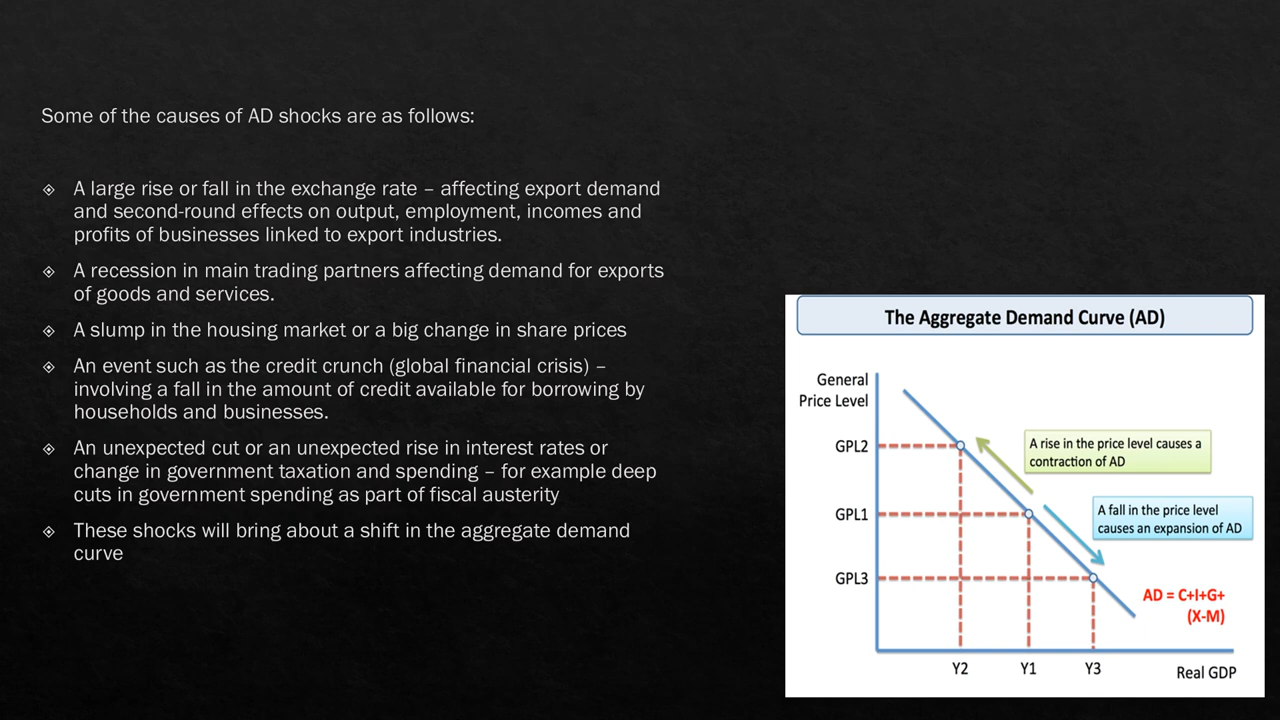 Some of the causes of AD shocks are as follows:
A large rise or fall in the exchange rate – affecting export demand
and second-round effects on output, employment, incomes and
profits of businesses linked to export industries.
A recession in main trading partners affecting demand for exports
of goods and services.
A slump in the housing market or a big change in share prices
An event such as the credit crunch (global financial crisis) –
involving a fall in the amount of credit available for borrowing by
households and businesses.
An unexpected cut or an unexpected rise in interest rates or
change in government taxation and spending – for example deep
cuts in government spending as part of fiscal austerity
These shocks will bring about a shift in the aggregate demand
curve
The Aggregate Demand Curve (AD)
General
Price Level
GPL2
A rise in the price level causes a
contraction of AD
GPL1
A fall in the price level
causes an expansion of AD
GPL3
AD = C+I+G+
(X-M)
Y2
Y1
Y3
Real GDP